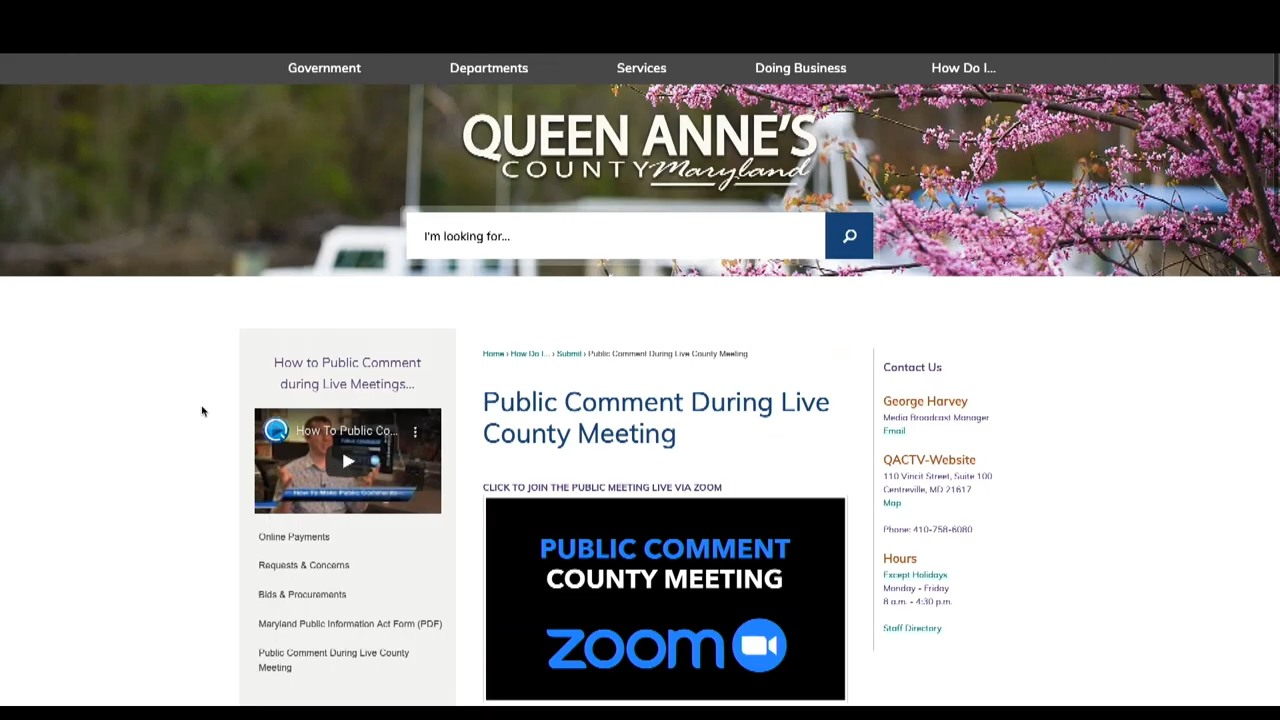 Government
Departments
Services
Doing Business
How Do I...
QUEEN ANNE'S
COUNTY Maryland
I'm looking for...
How to Public Comment
during Live Meetings...
How To Public Co...
How To Make Public Comments
Online Payments
Requests & Concerns
Bids & Procurements
Maryland Public Information Act Form (PDF)
Public Comment During Live County
Meeting
Home › How Do I... › Submit › Public Comment During Live County Meeting
Public Comment During Live
County Meeting
CLICK TO JOIN THE PUBLIC MEETING LIVE VIA ZOOM
PUBLIC COMMENT
COUNTY MEETING
zoom
Contact Us
George Harvey
Media Broadcast Manager
Email
QACTV-Website
110 Vincit Street, Suite 100
Centreville, MD 21617
Map
Phone: 410-758-6080
Hours
Except Holidays
Monday - Friday
8 a.m. - 4:30 p.m.
Staff Directory